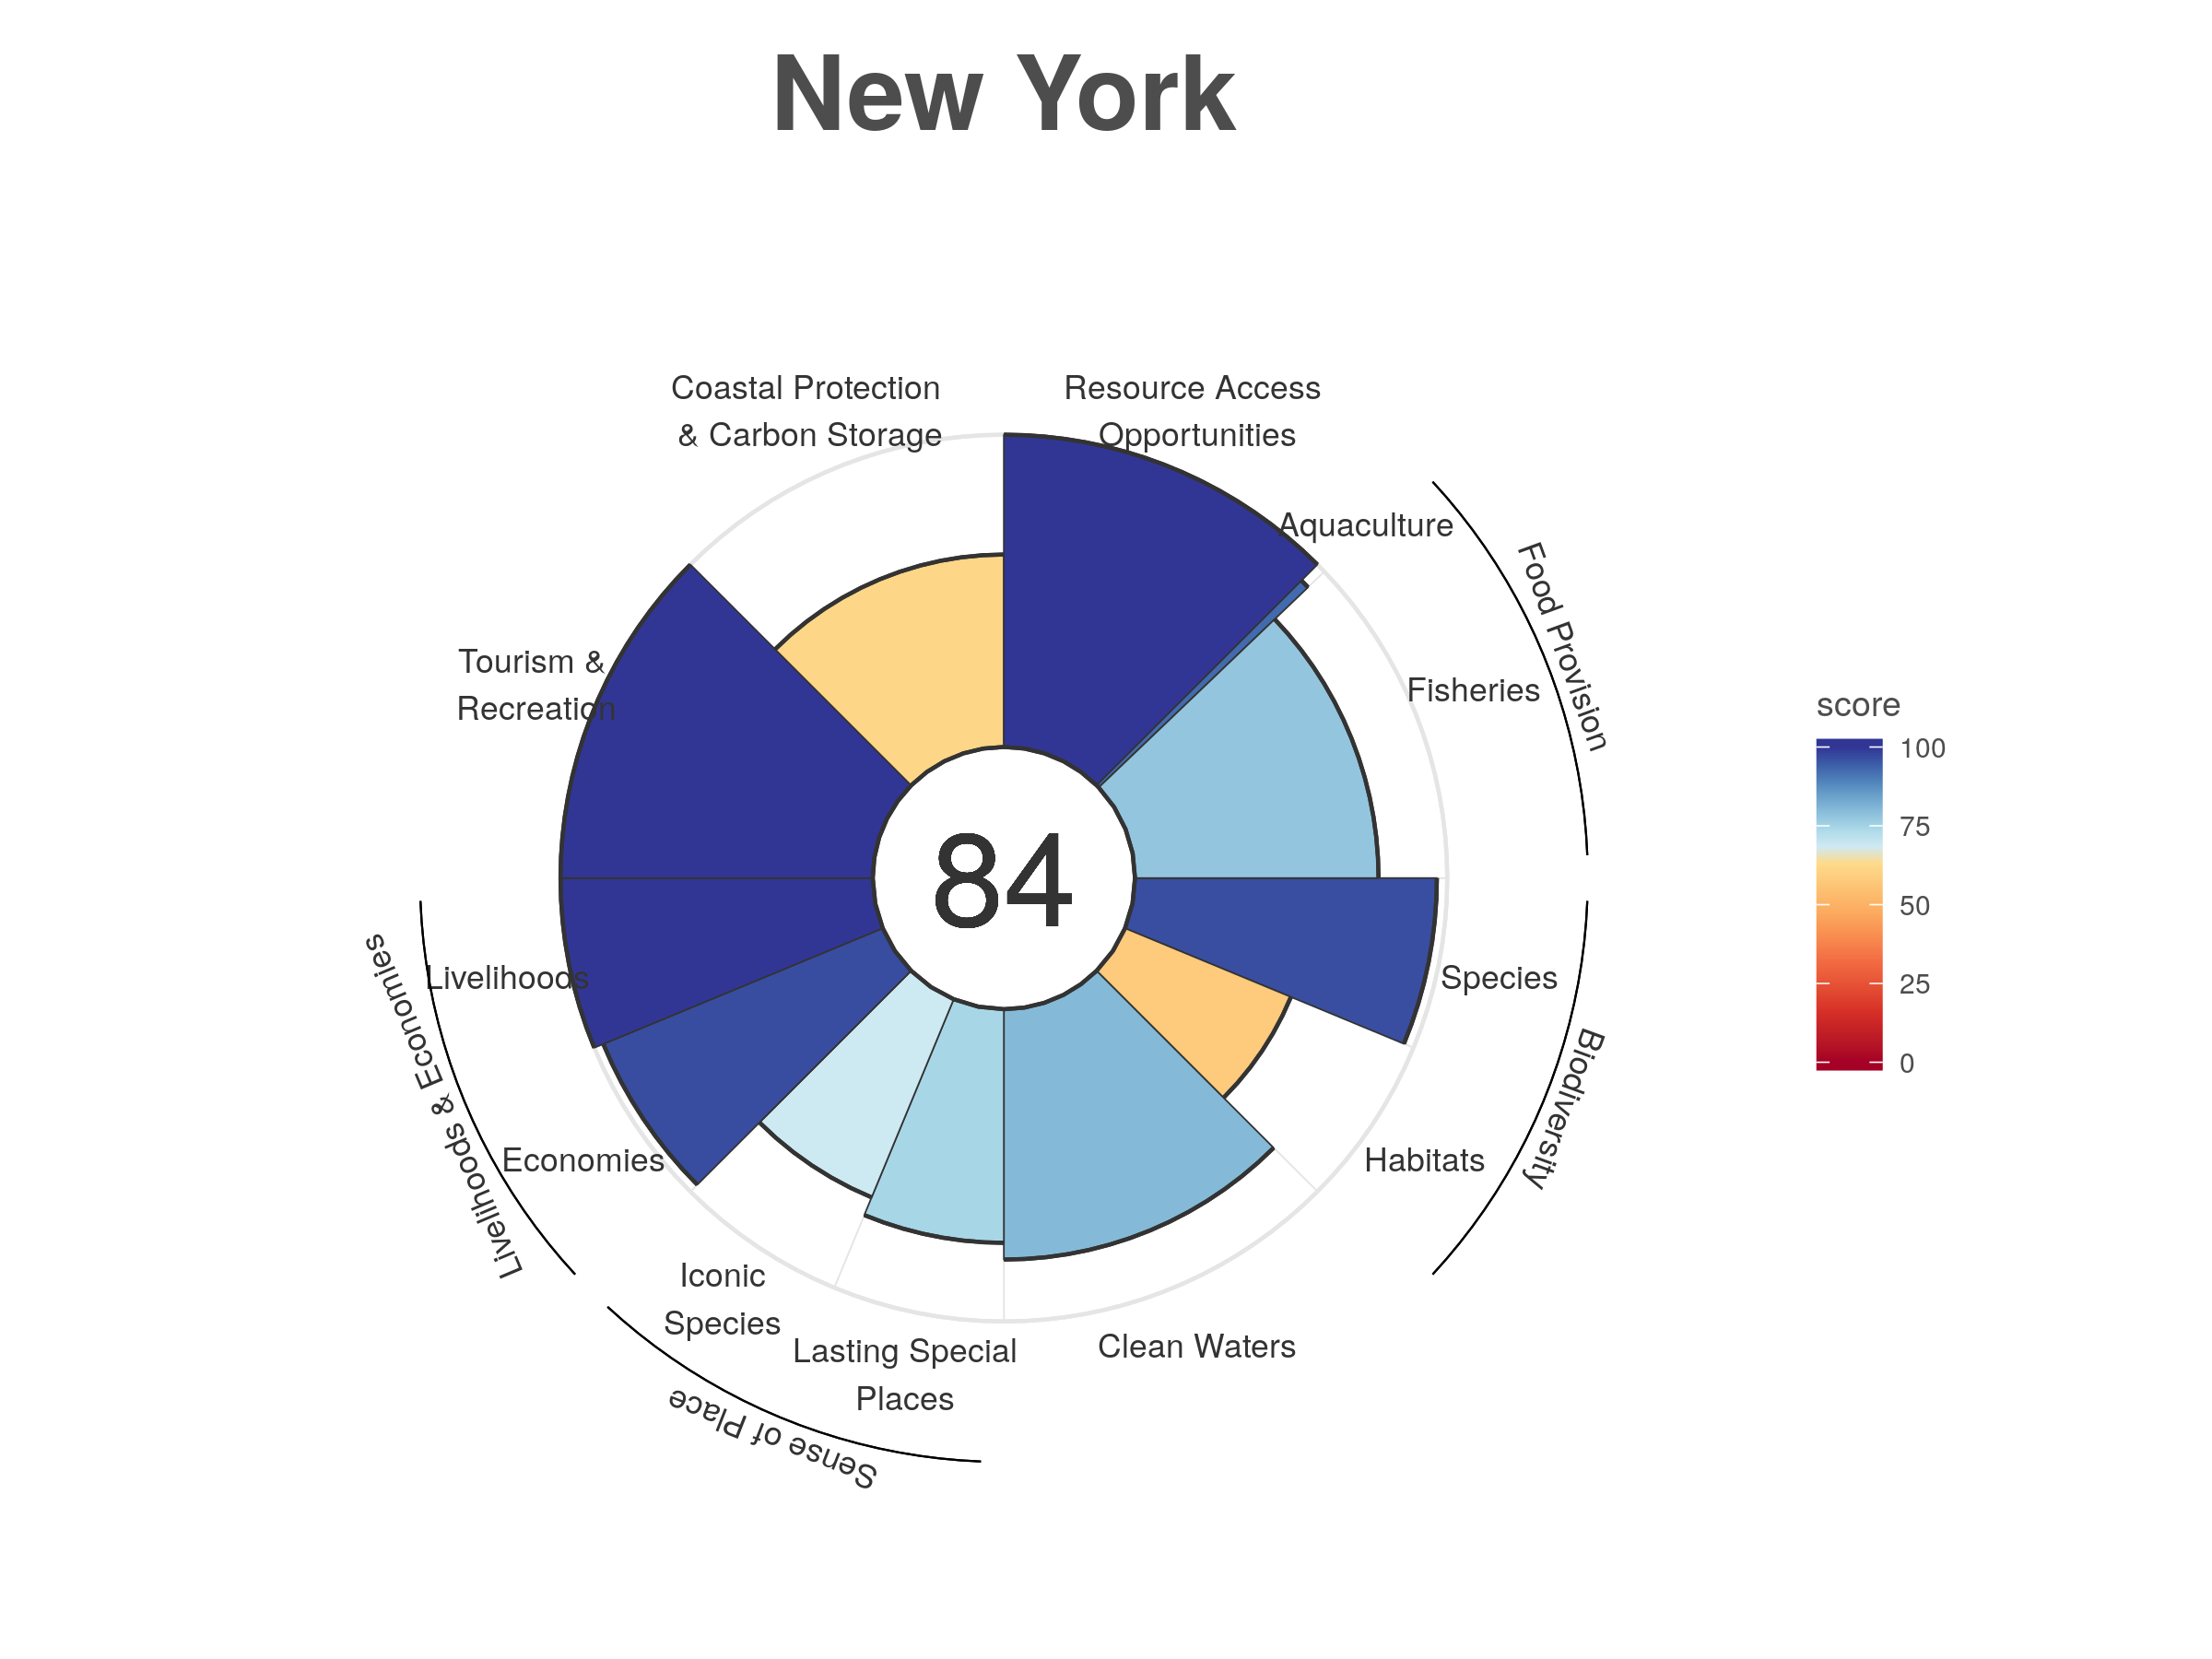 New York
Coastal Protection
& Carbon Storage
Resource Access
Opportunities
Aquaculture
Food Provision
Fisheries
Tourism &
Recreation
84
score
100
75
50
25
0
Livelihoods
Species
Livelihoods & Economies
Biodiversity
Economies
Habitats
Iconic
Species
Lasting Special
Places
Clean Waters
Sense of Place